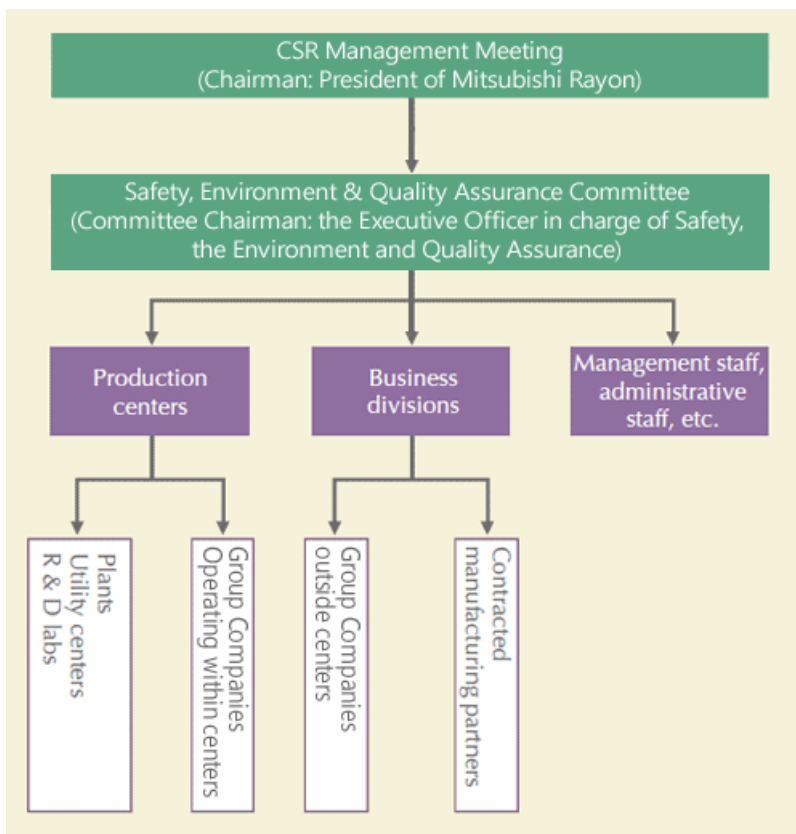 CSR Management Meeting
(Chairman: President of Mitsubishi Rayon)
Safety, Environment & Quality Assurance Committee
(Committee Chairman: the Executive Officer in charge of Safety,
the Environment and Quality Assurance)
Production
centers
Business
divisions
Management staff,
administrative
staff, etc.
Plants
Utility centers
R & D labs
Group Companies
Operating within centers
Group Companies
outside centers
Contracted
manufacturing partners